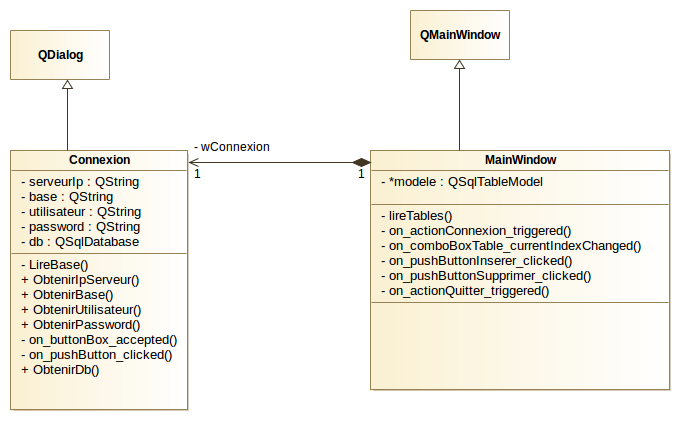 QDialog
QMainWindow
Connexion
- serveurIp : QString
- base : QString
- utilisateur : QString
- password : QString
- db : QSqlDatabase
- LireBase()
+ ObtenirIpServeur()
+ ObtenirBase()
+ ObtenirUtilisateur()
+ ObtenirPassword()
- on_buttonBox_accepted()
- on_pushButton_clicked()
+ ObtenirDb()
- wConnexion
1
1
MainWindow
- *modele : QSqlTableModel
- lireTables()
- on_actionConnexion_triggered()
- on_comboBoxTable_currentIndexChanged()
- on_pushButtonInserer_clicked()
- on_pushButtonSupprimer_clicked()
- on_actionQuitter_triggered()